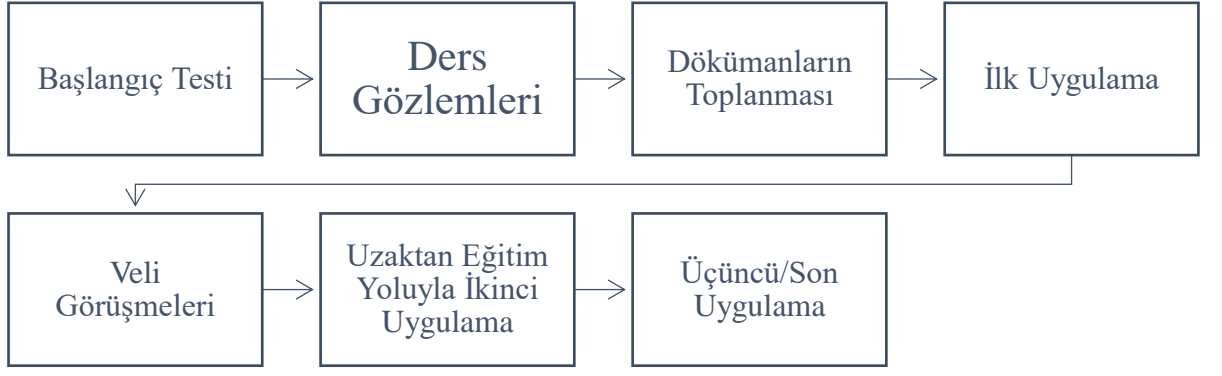 Başlangıç Testi
Ders
Gözlemleri
Dökümanların
Toplanması
İlk Uygulama
Veli
Görüşmeleri
Uzaktan Eğitim
Yoluyla İkinci
Uygulama
Üçüncü/Son
Uygulama